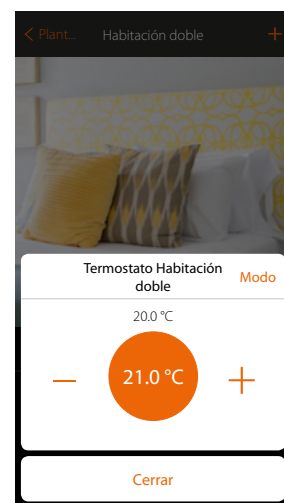 < Plant... Habitación doble +
Termostato Habitación
doble
Modo
20.0 °C
— 21.0 °C +
Cerrar